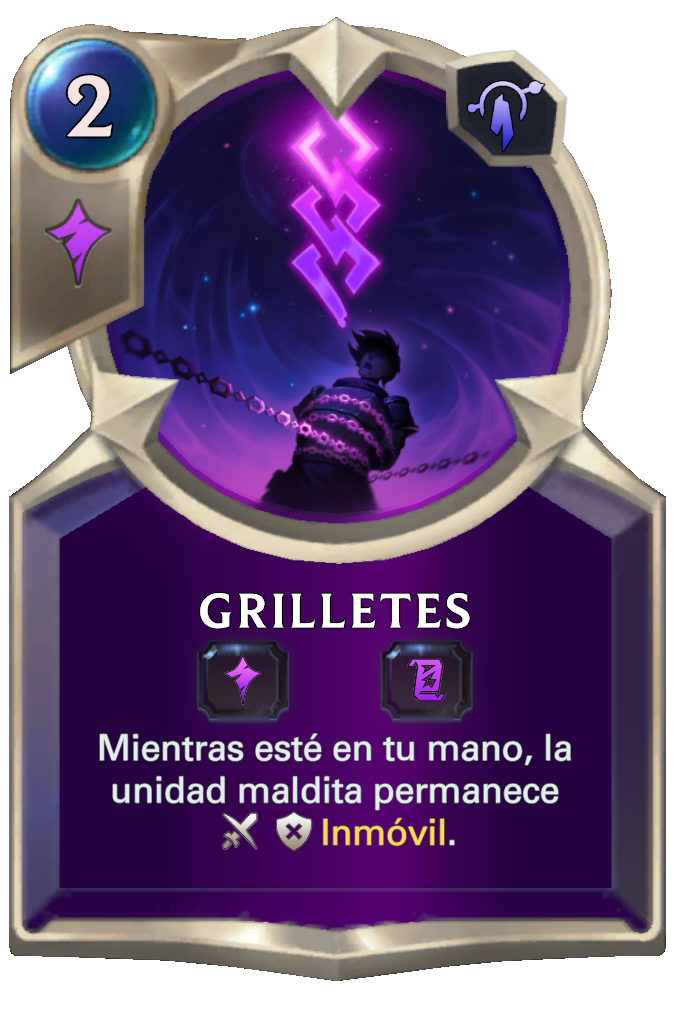 2
GRILLETES
Mientras esté en tu mano, la
unidad maldita permanece
Inmóvil.